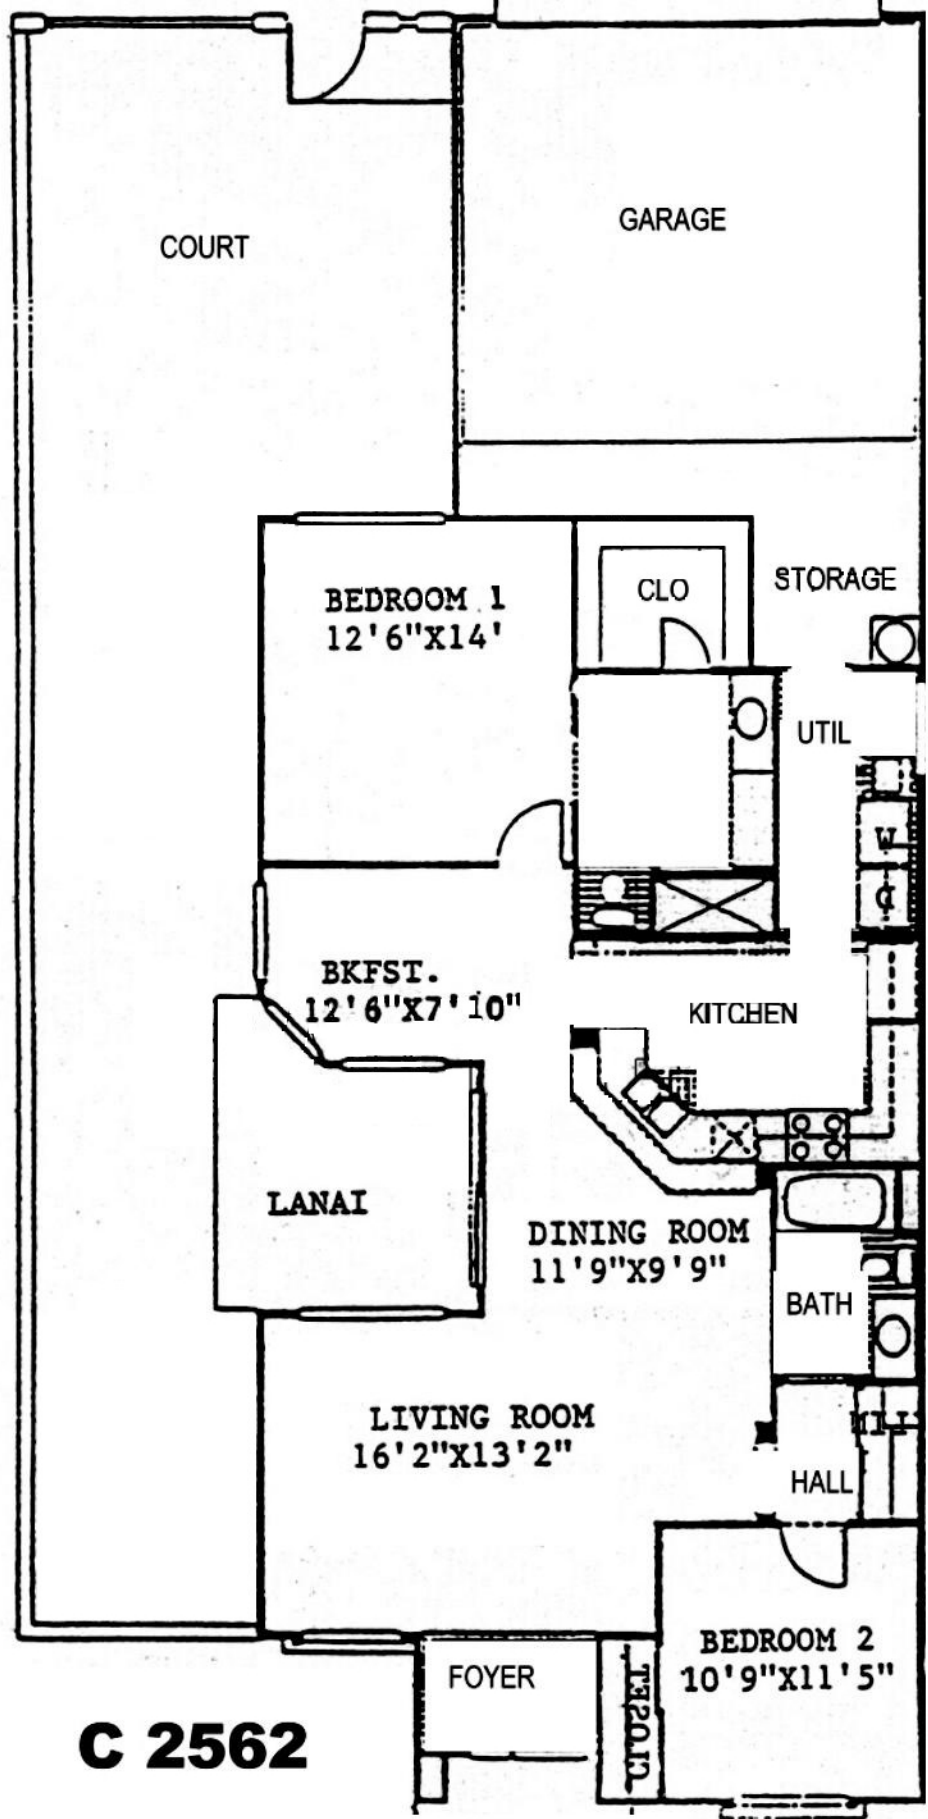 COURT
GARAGE
BEDROOM 1
12'6"X14'
CLO
STORAGE
UTIL
W
D
BKFST.
12'6"X7'10"
KITCHEN
LANAI
DINING ROOM
11'9"X9'9"
BATH
LIVING ROOM
16'2"X13'2"
HALL
BEDROOM 2
10'9"X11'5"
FOYER
CLOSET
C 2562